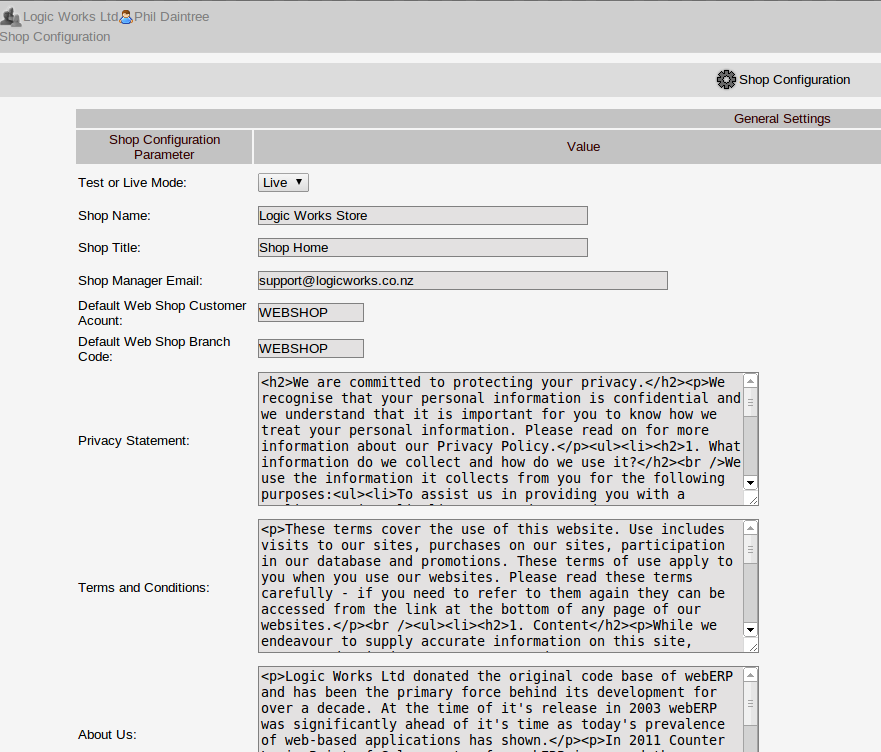 Logic Works Ltd Phil Daintree
Shop Configuration
Shop Configuration
General Settings
Shop Configuration
Parameter
Value
Test or Live Mode:
Live
Shop Name:
Logic Works Store
Shop Title:
Shop Home
Shop Manager Email:
support@logicworks.co.nz
Default Web Shop Customer
Acount:
WEBSHOP
Default Web Shop Branch
Code:
WEBSHOP
Privacy Statement:
<h2>We are committed to protecting your privacy.</h2><p>We
recognise that your personal information is confidential and
we understand that it is important for you to know how we
treat your personal information. Please read on for more
information about our Privacy Policy.</p><ul><li><h2>1. What
information do we collect and how do we use it?</h2><br />We
use the information it collects from you for the following
purposes:<ul><li>To assist us in providing you with a
Terms and Conditions:
<p>These terms cover the use of this website. Use includes
visits to our sites, purchases on our sites, participation
in our database and promotions. These terms of use apply to
you when you use our websites. Please read these terms
carefully - if you need to refer to them again they can be
accessed from the link at the bottom of any page of our
websites.</p><br /><ul><li><h2>1. Content</h2><p>While we
endeavour to supply accurate information on this site,
About Us:
<p>Logic Works Ltd donated the original code base of webERP
and has been the primary force behind its development for
over a decade. At the time of it's release in 2003 webERP
was significantly ahead of it's time as today's prevalence
of web-based applications has shown.</p><p>In 2011 Counter